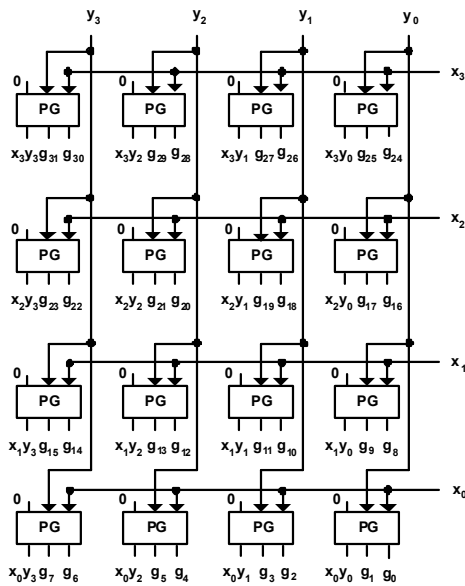 y₃ y₂ y₁ y₀
x₃
0 0 0 0
PG PG PG PG
x₃y₃ g₃₁ g₃₀ x₃y₂ g₂₉ g₂₈ x₃y₁ g₂₇ g₂₆ x₃y₀ g₂₅ g₂₄
x₂
0 0 0 0
PG PG PG PG
x₂y₃ g₂₃ g₂₂ x₂y₂ g₂₁ g₂₀ x₂y₁ g₁₉ g₁₈ x₂y₀ g₁₇ g₁₆
x₁
0 0 0 0
PG PG PG PG
x₁y₃ g₁₅ g₁₄ x₁y₂ g₁₃ g₁₂ x₁y₁ g₁₁ g₁₀ x₁y₀ g₉ g₈
x₀
0 0 0 0
PG PG PG PG
x₀y₃ g₇ g₆ x₀y₂ g₅ g₄ x₀y₁ g₃ g₂ x₀y₀ g₁ g₀